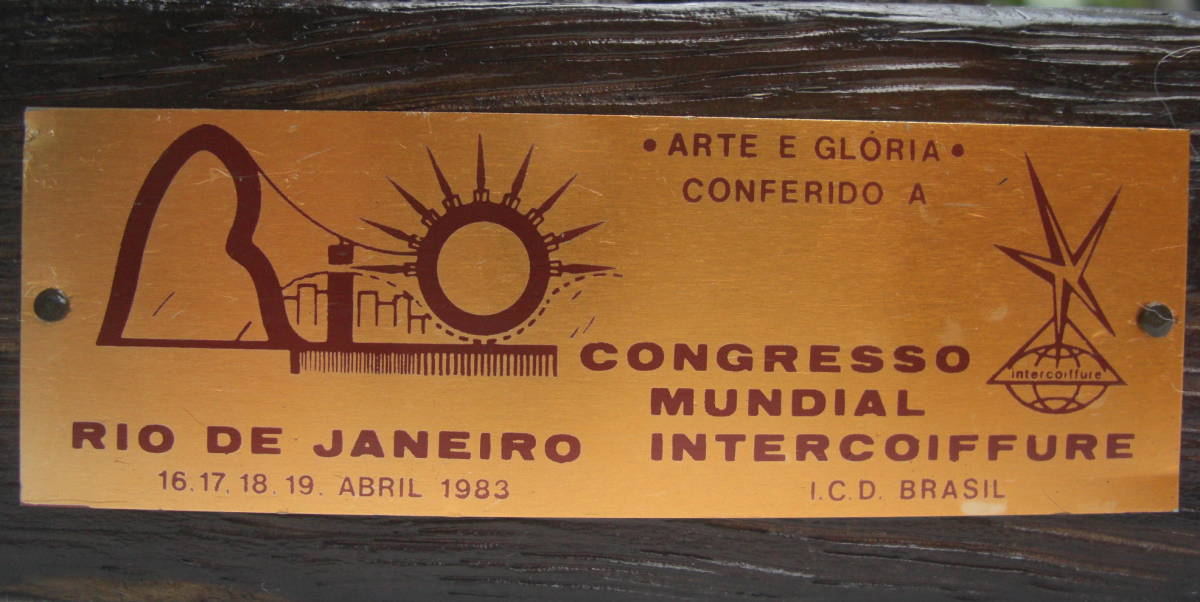 • ARTE E GLÓRIA •
CONFERIDO A
intercoiffure
CONGRESSO
MUNDIAL
INTERCOIFFURE
I.C.D. BRASIL
RIO DE JANEIRO
16.17.18.19. ABRIL 1983